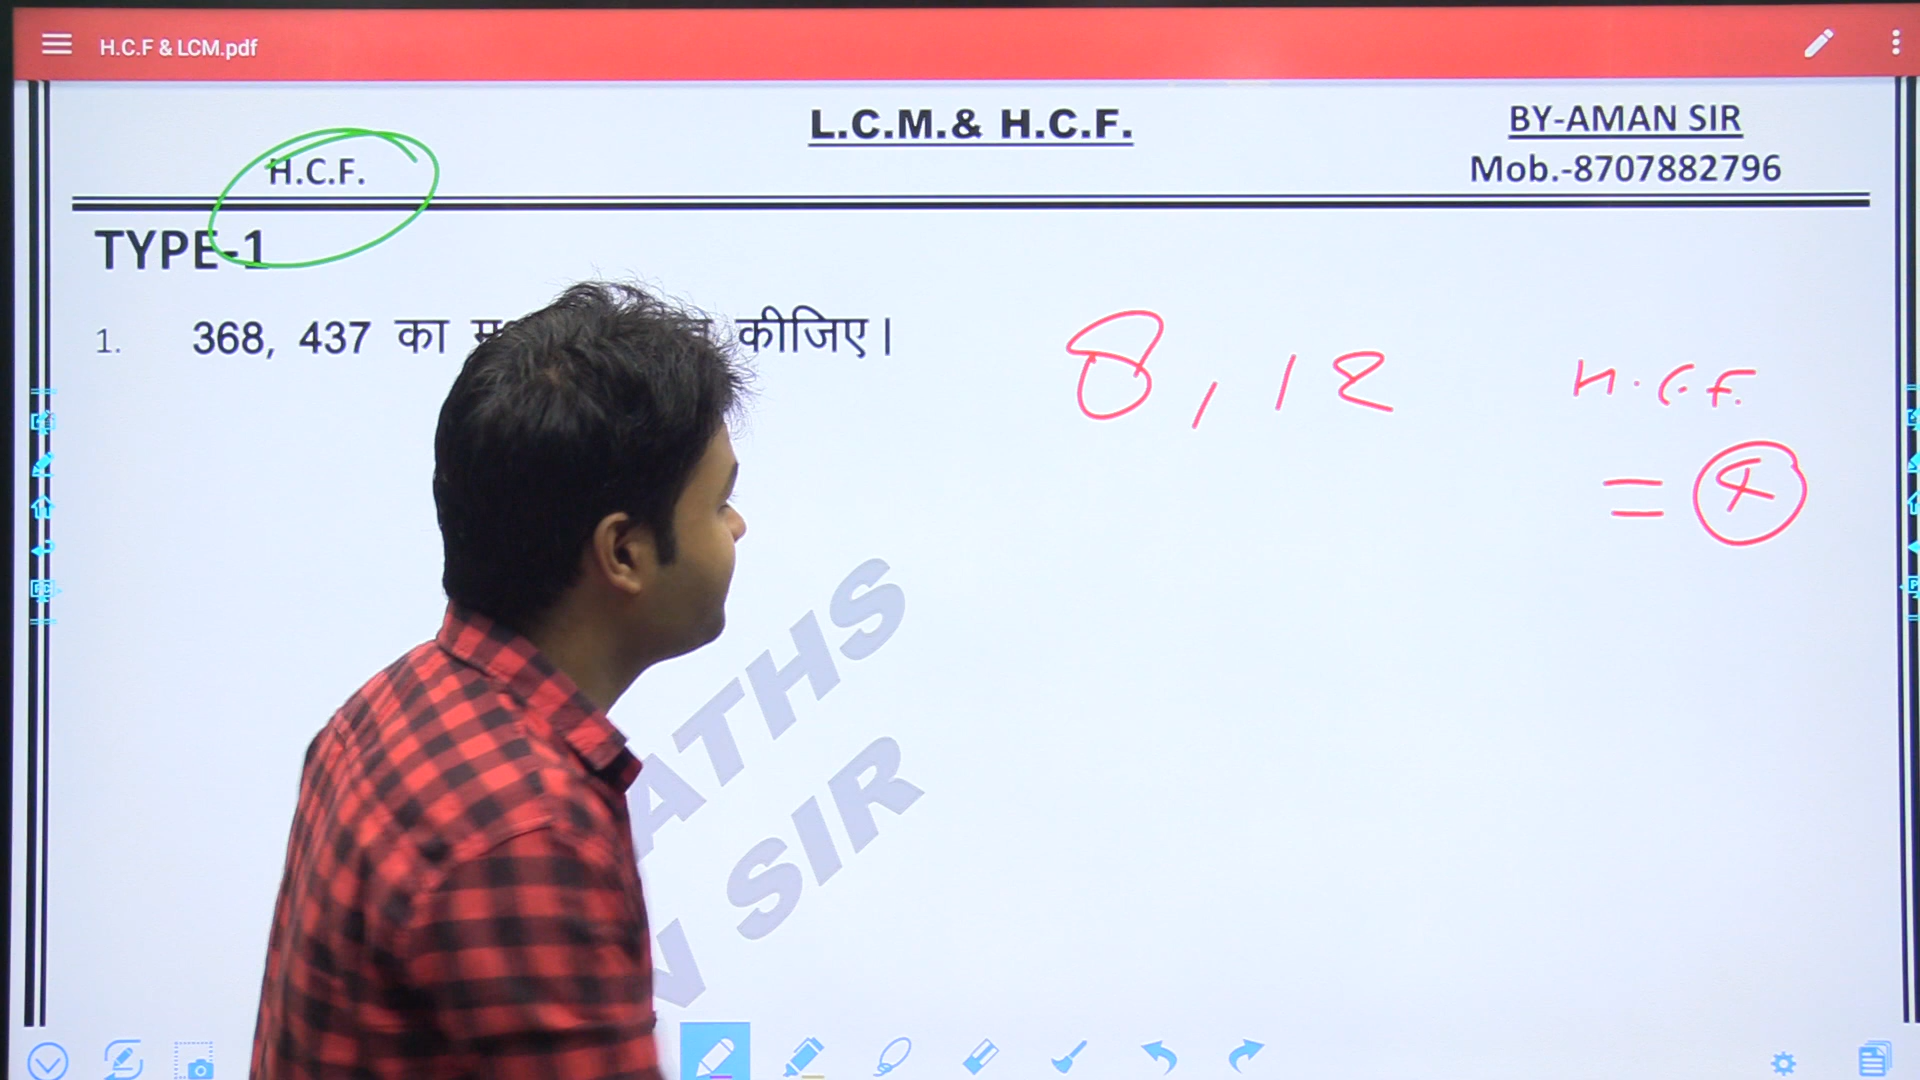 H.C.F & LCM.pdf
L.C.M.& H.C.F.
BY-AMAN SIR
H.C.F.
Mob.-8707882796
TYPE-1
1. 368, 437 का कीजिए।
8, 12
H.C.F.
= 4
ATHS
N SIR